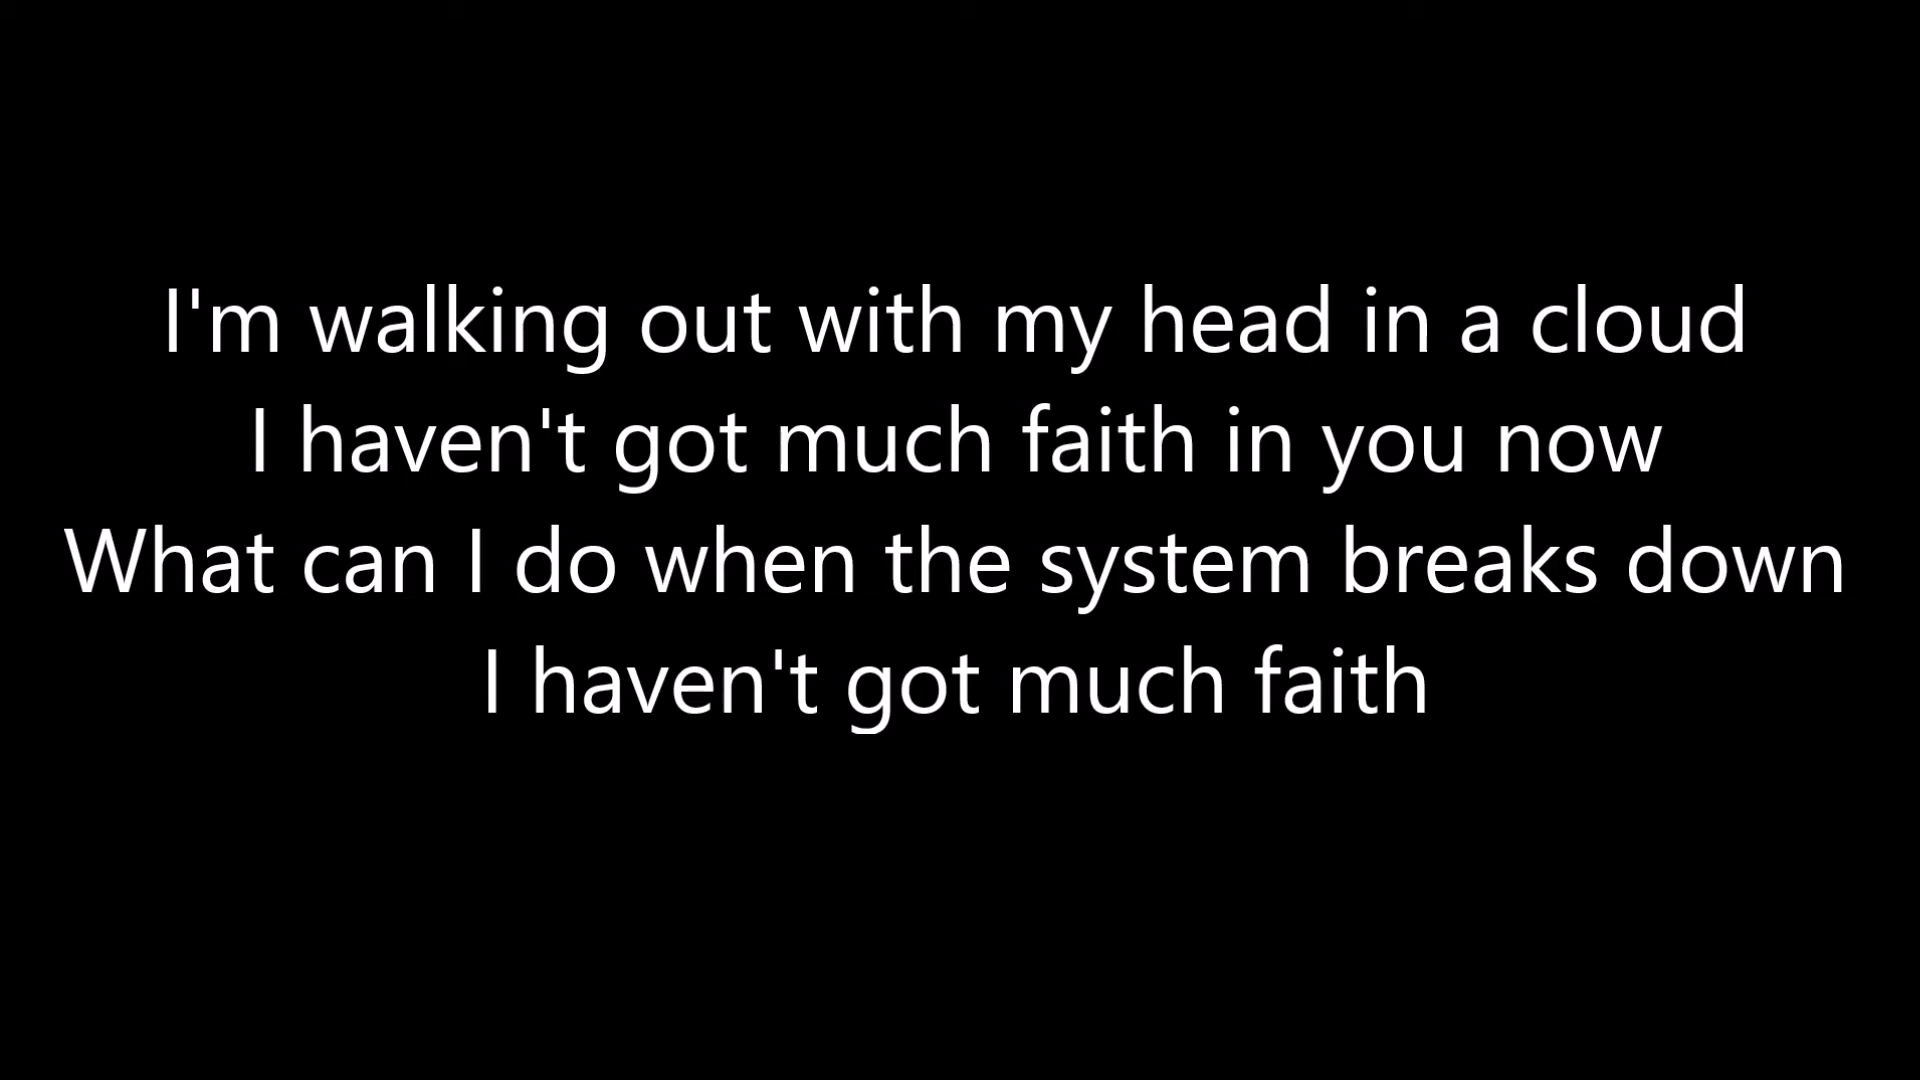 I'm walking out with my head in a cloud
I haven't got much faith in you now
What can I do when the system breaks down
I haven't got much faith